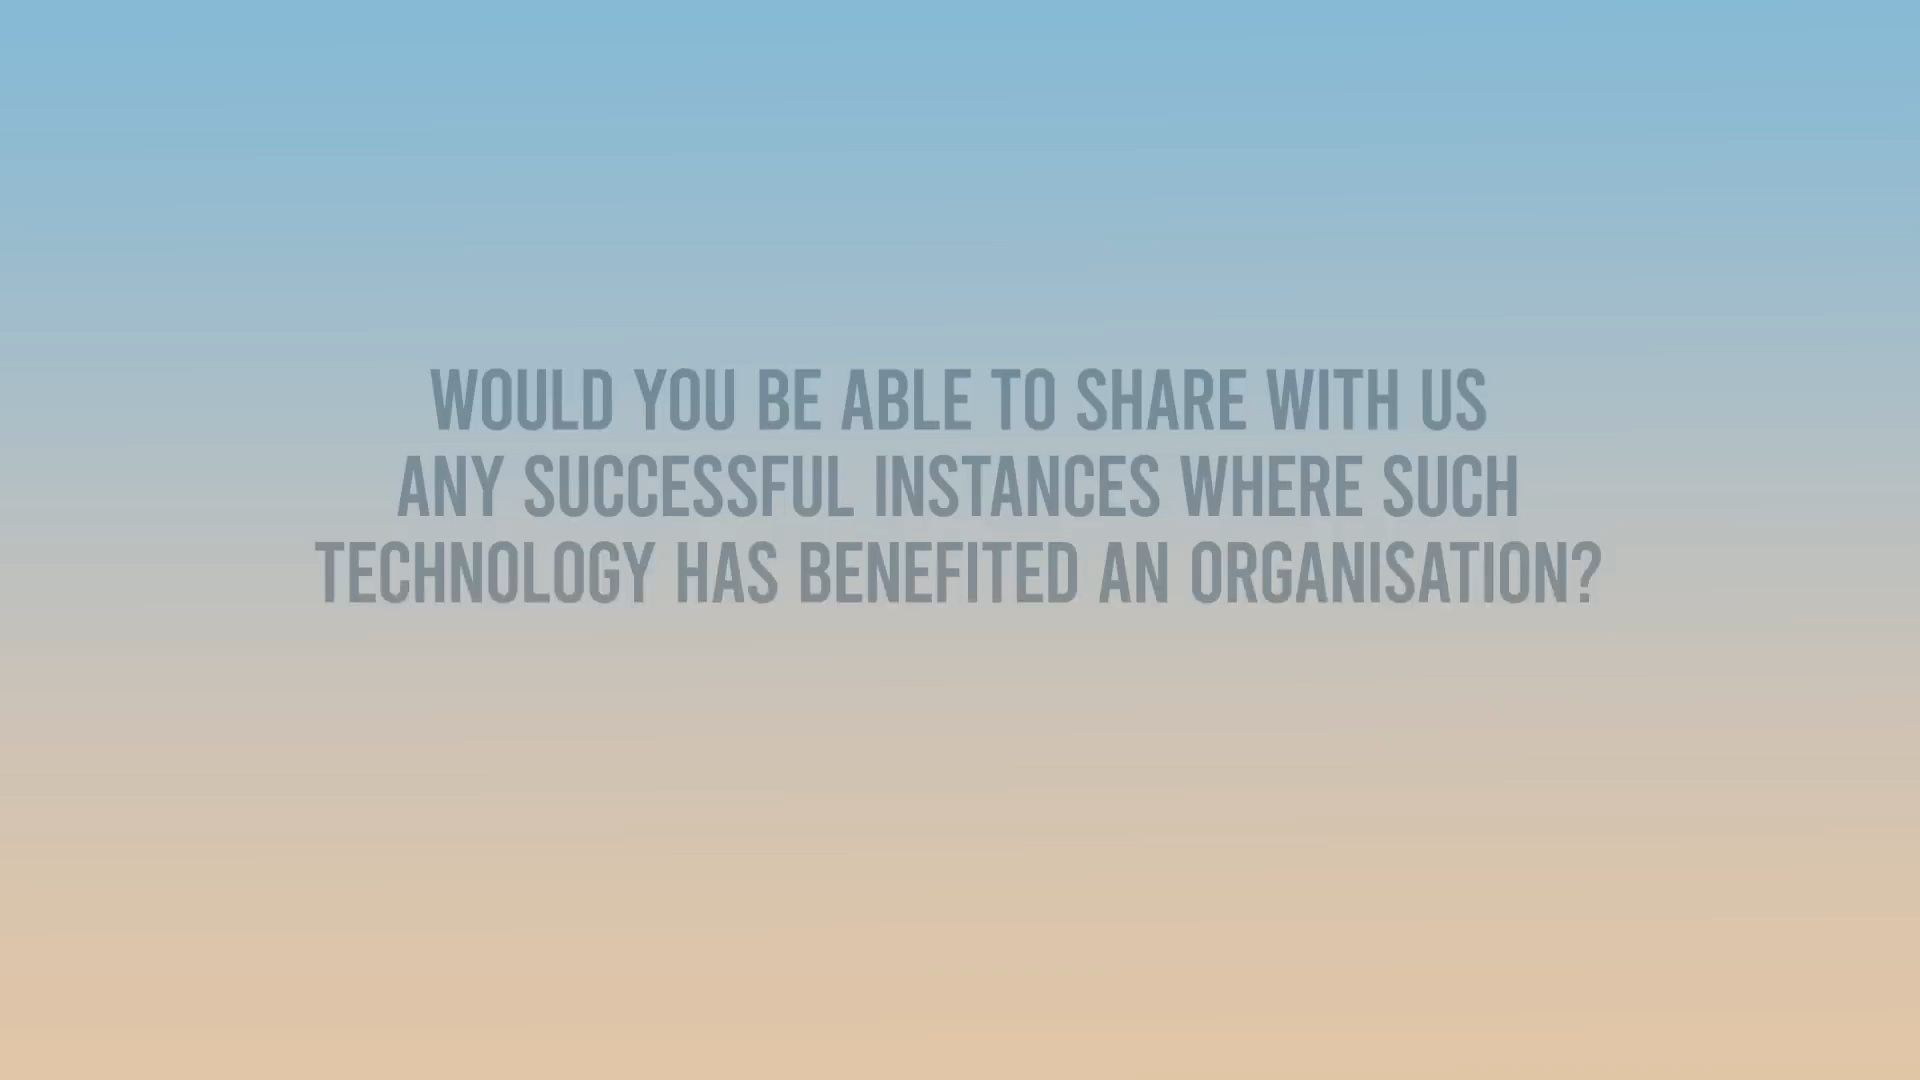 WOULD YOU BE ABLE TO SHARE WITH US
ANY SUCCESSFUL INSTANCES WHERE SUCH
TECHNOLOGY HAS BENEFITED AN ORGANISATION?